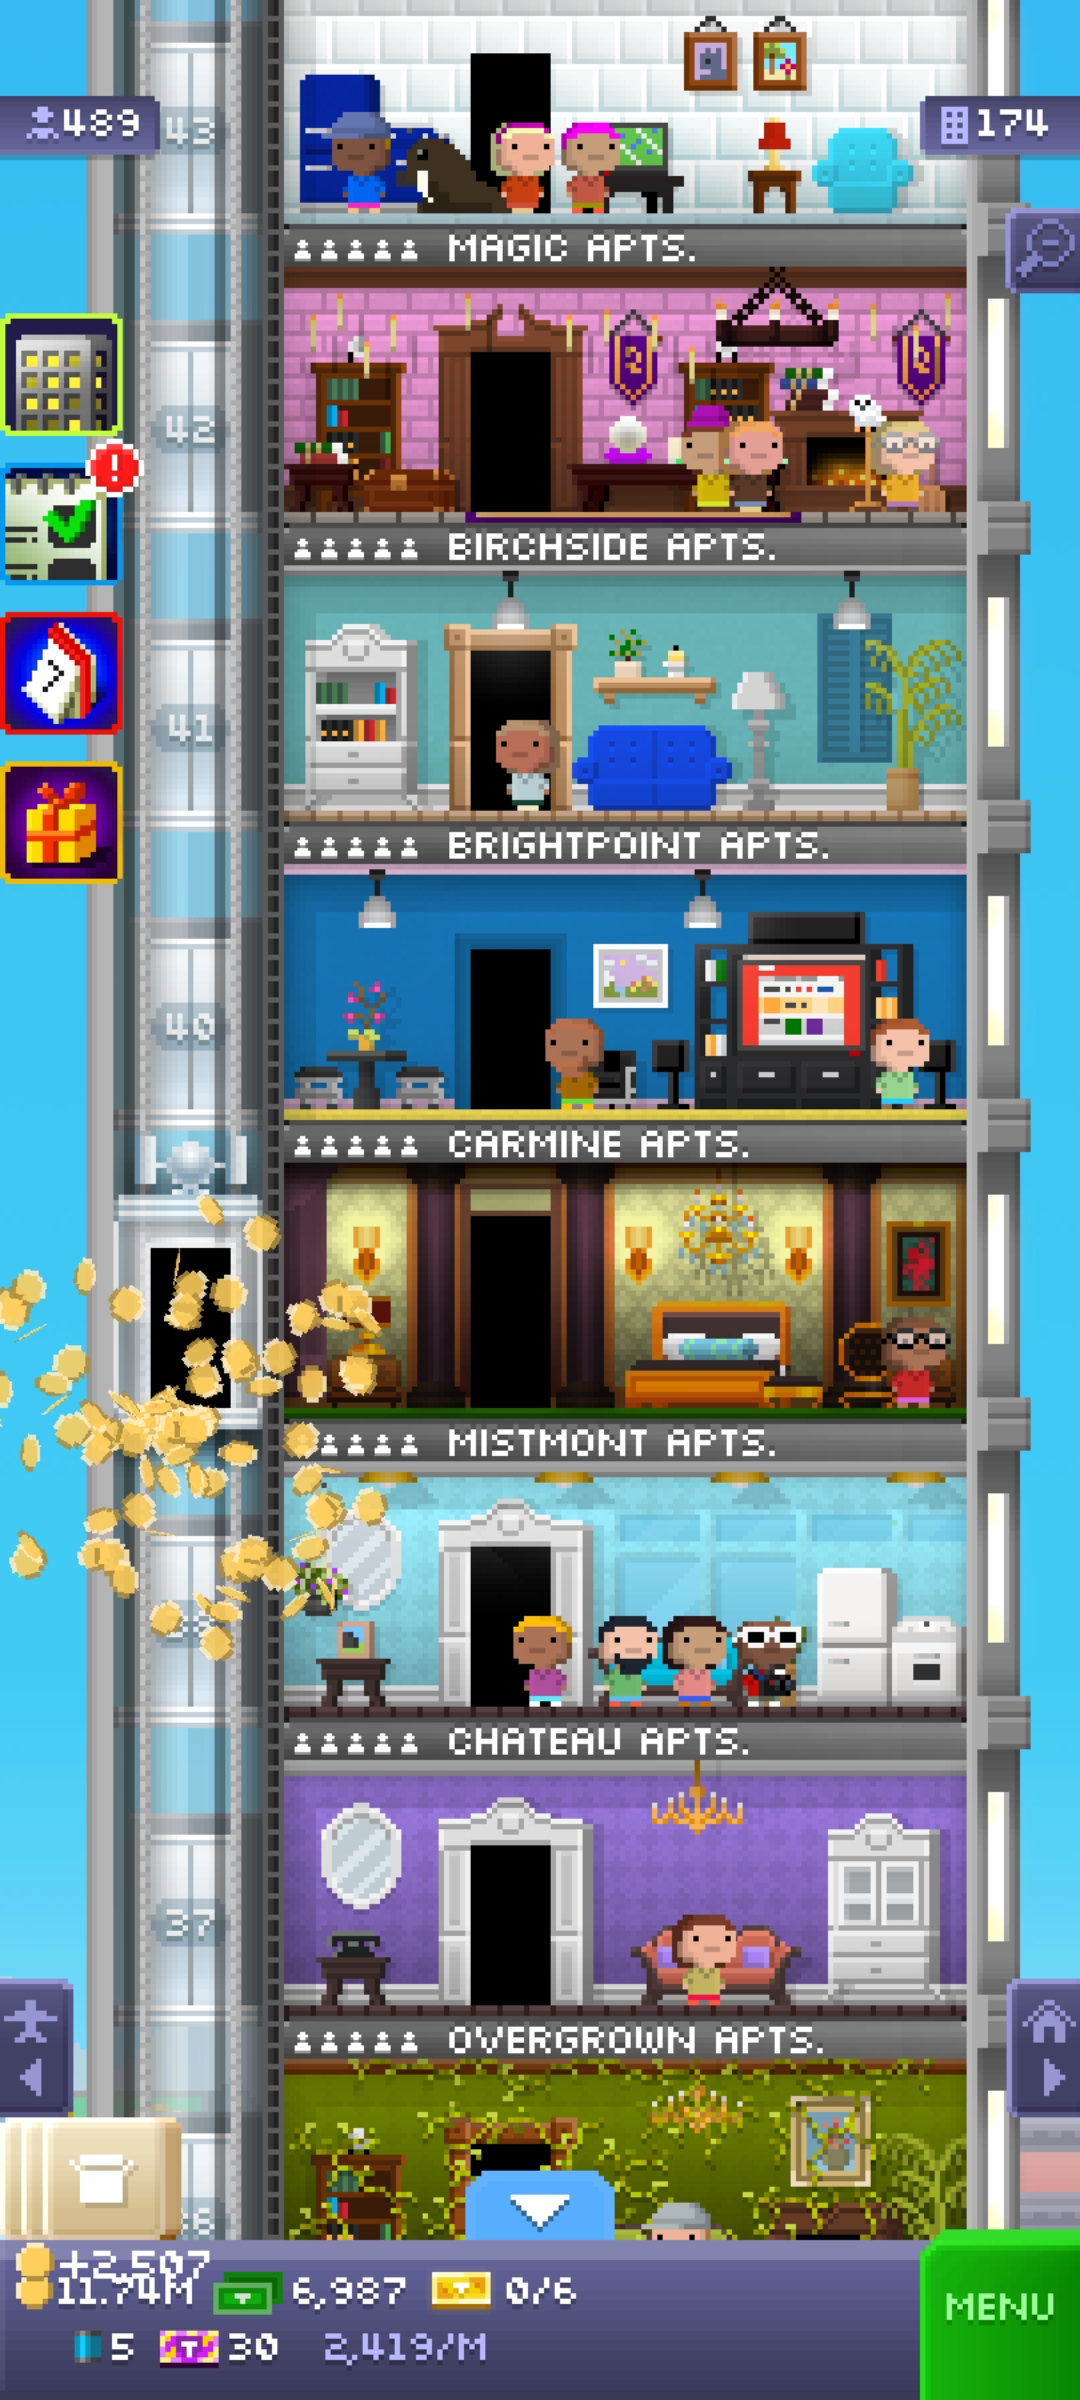 489
43
174
MAGIC APTS.
42
BIRCHSIDE APTS.
41
BRIGHTPOINT APTS.
40
CARMINE APTS.
MISTMONT APTS.
CHATEAU APTS.
37
OVERGROWN APTS.
+2,507
11.74M 6,987 0/6
MENU
5 T 30 2,419/M